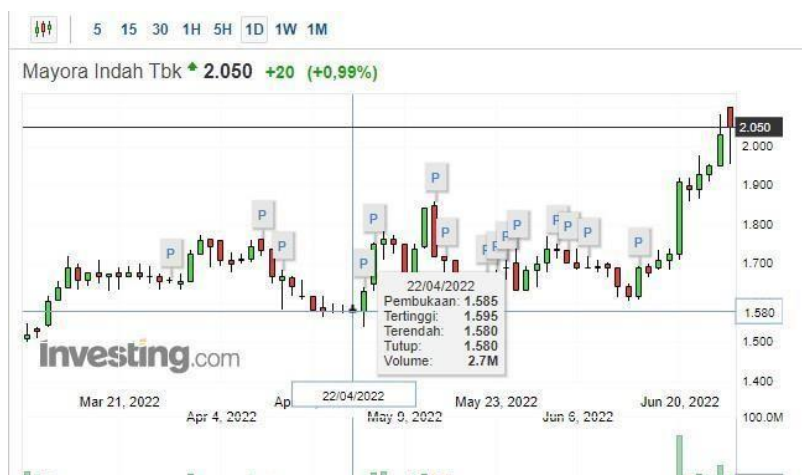 5 15 30 1H 5H 1D 1W 1M
Mayora Indah Tbk 2.050 +20 (+0,99%)
2.050
2.000
1.900
P
1.800
P P P
P P P P P P P
P P P
1.700
22/04/2022
Pembukaan: 1.585
Tertinggi: 1.595
Terendah: 1.580
Tutup: 1.580
Volume: 2.7M
1.580
1.500
Investing.com
1.400
Mar 21, 2022 22/04/2022 May 23, 2022 Jun 20, 2022
Apr 4, 2022 May 9, 2022 Jun 6, 2022 100.0M